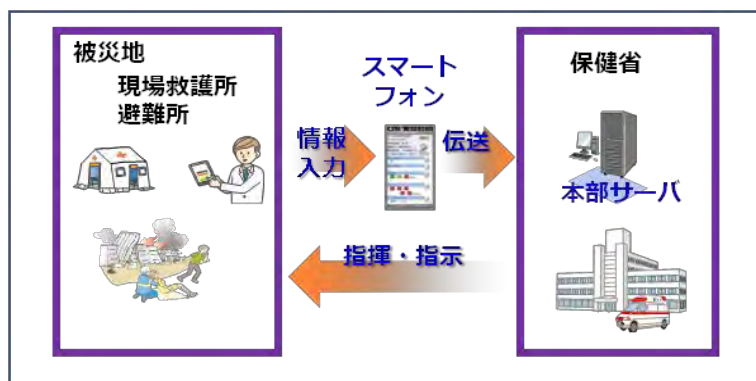 被災地
現場救護所
避難所
情報
入力
スマート
フォン
伝送
保健省
本部サーバ
指揮・指示